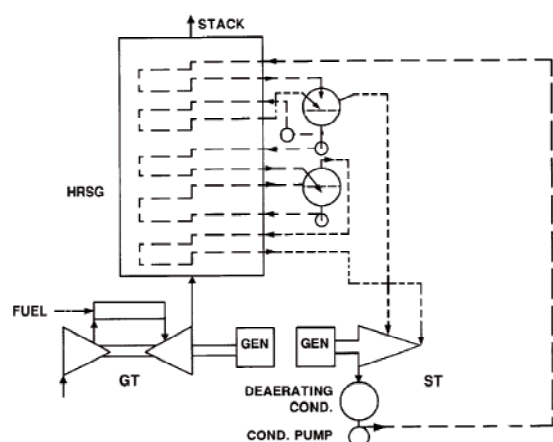 STACK
HRSG
FUEL
GEN
GEN
GT
ST
DEAERATING
COND.
COND. PUMP